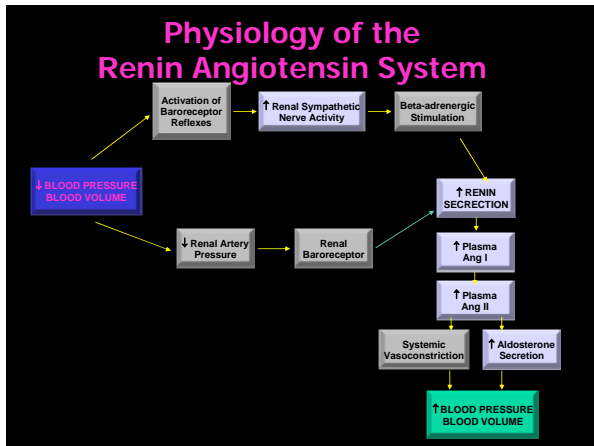 Physiology of the
Renin Angiotensin System
Activation of
Baroreceptor
Reflexes
↑ Renal Sympathetic
Nerve Activity
Beta-adrenergic
Stimulation
↓ BLOOD PRESSURE
BLOOD VOLUME
↑ RENIN
SECRECTION
↓ Renal Artery
Pressure
Renal
Baroreceptor
↑ Plasma
Ang I
↑ Plasma
Ang II
Systemic
Vasoconstriction
↑ Aldosterone
Secretion
↑ BLOOD PRESSURE
BLOOD VOLUME